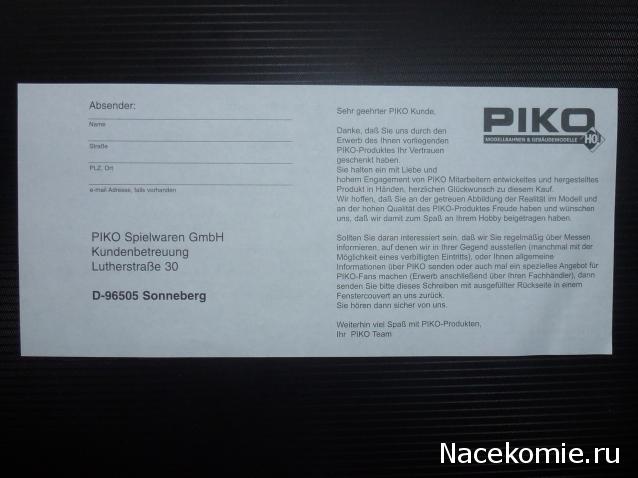 Absender:
Name
Straße
PLZ, Ort
e-mail Adresse, falls vorhanden
PIKO Spielwaren GmbH
Kundenbetreuung
Lutherstraße 30
D-96505 Sonneberg
PIKO
MODELLBAHNEN & GEBÄUDEMODELLE
HO
Sehr geehrter PIKO Kunde,
Danke, daß Sie uns durch den
Erwerb des Ihnen vorliegenden
PIKO-Produktes Ihr Vertrauen
geschenkt haben.
Sie halten ein mit Liebe und
hohem Engagement von PIKO Mitarbeitern entwickeltes und hergestelltes
Produkt in Händen, herzlichen Glückwunsch zu diesem Kauf.
Wir hoffen, daß Sie an der getreuen Abbildung der Realität im Modell und
an der hohen Qualität des PIKO-Produktes Freude haben und wünschen
uns, daß wir damit zum Spaß an Ihrem Hobby beigetragen haben.
Sollten Sie daran interessiert sein, daß wir Sie regelmäßig über Messen
informieren, auf denen wir in Ihrer Gegend ausstellen (manchmal mit der
Möglichkeit eines verbilligten Eintritts), oder Ihnen allgemeine
Informationen über PIKO senden oder auch mal ein spezielles Angebot für
PIKO-Fans machen (Erwerb anschließend über Ihren Fachhändler), dann
senden Sie bitte dieses Schreiben mit ausgefüllter Rückseite in einem
Fenstercouvert an uns zurück.
Sie hören dann sicher von uns.
Weiterhin viel Spaß mit PIKO-Produkten,
Ihr PIKO Team
Nacekomie.ru